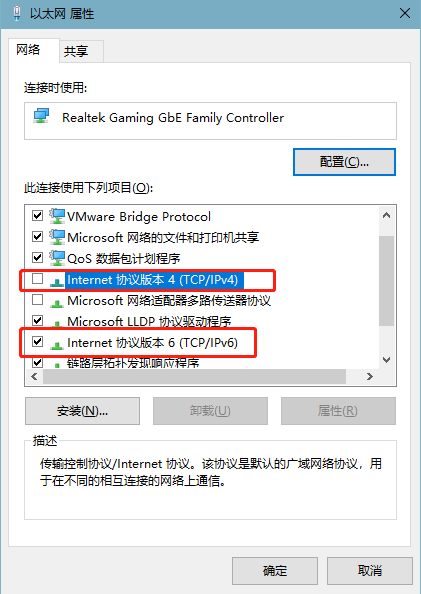 以太网 属性
网络
共享
连接时使用:
Realtek Gaming GbE Family Controller
配置(C)...
此连接使用下列项目(O):
VMware Bridge Protocol
Microsoft 网络的文件和打印机共享
QoS 数据包计划程序
Internet 协议版本 4 (TCP/IPv4)
Microsoft 网络适配器多路传送器协议
Microsoft LLDP 协议驱动程序
Internet 协议版本 6 (TCP/IPv6)
链路层拓扑发现响应程序
安装(N)...
卸载(U)
属性(R)
描述
传输控制协议/Internet 协议。该协议是默认的广域网络协议，用
于在不同的相互连接的网络上通信。
确定
取消